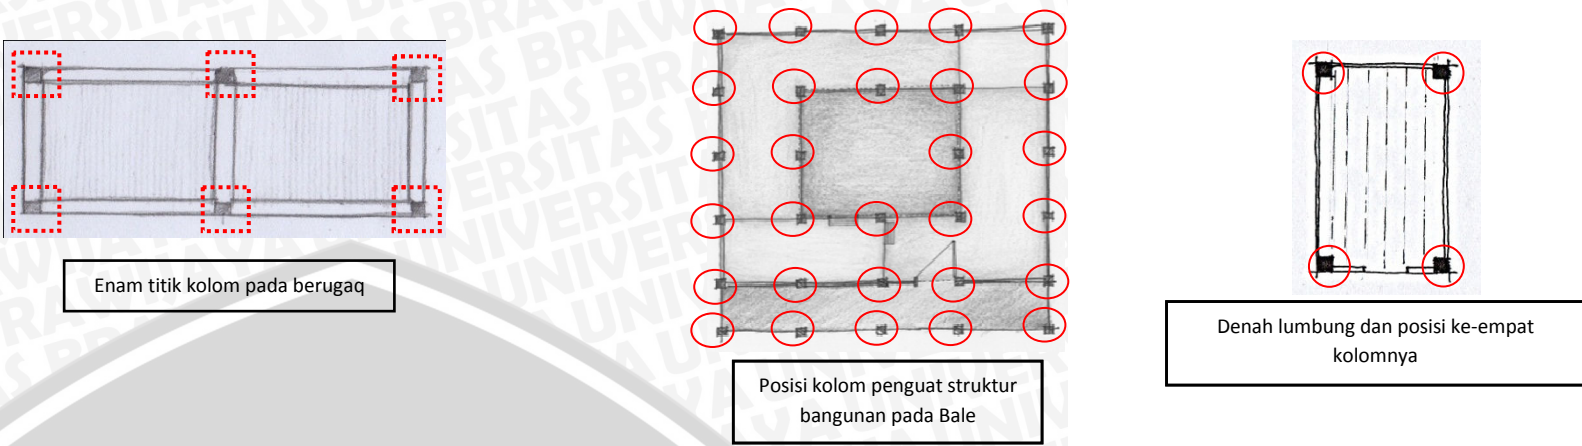 Enam titik kolom pada berugaq
Posisi kolom penguat struktur
bangunan pada Bale
Denah lumbung dan posisi ke-empat
kolomnya